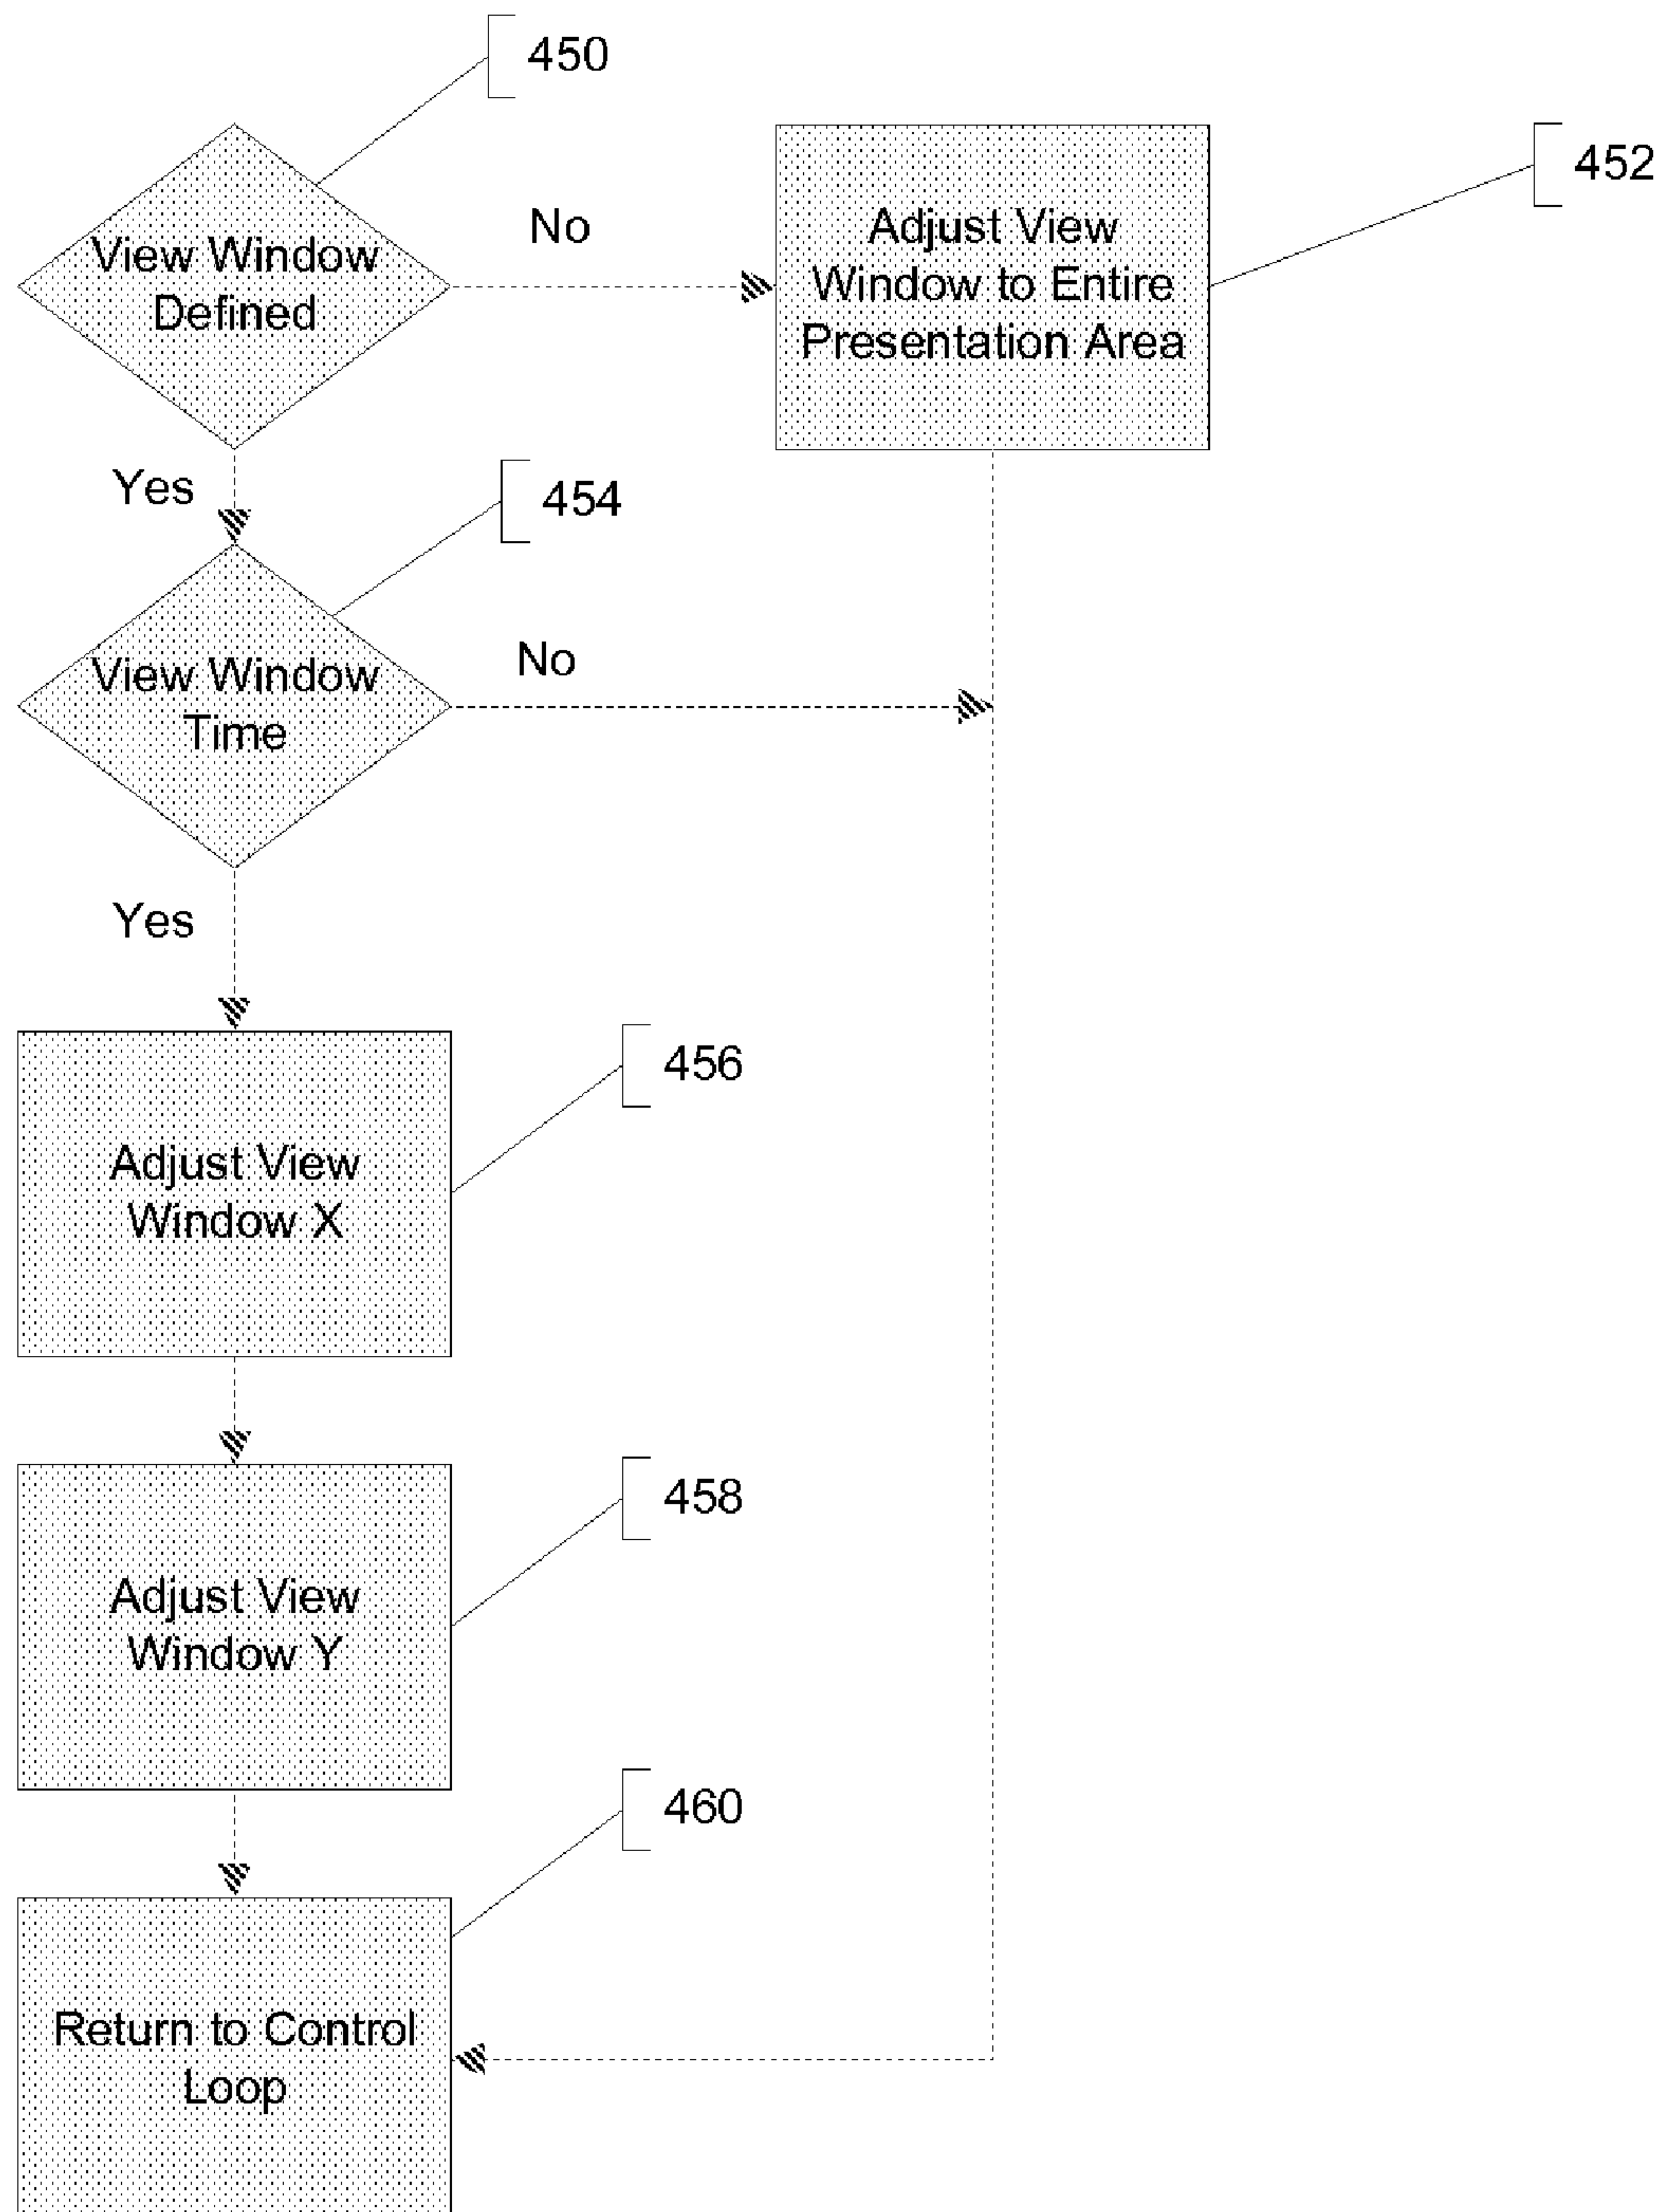 450
View Window
Defined
No
Adjust View
Window to Entire
Presentation Area
452
Yes
454
View Window
Time
No
Yes
456
Adjust View
Window X
458
Adjust View
Window Y
460
Return to Control
Loop